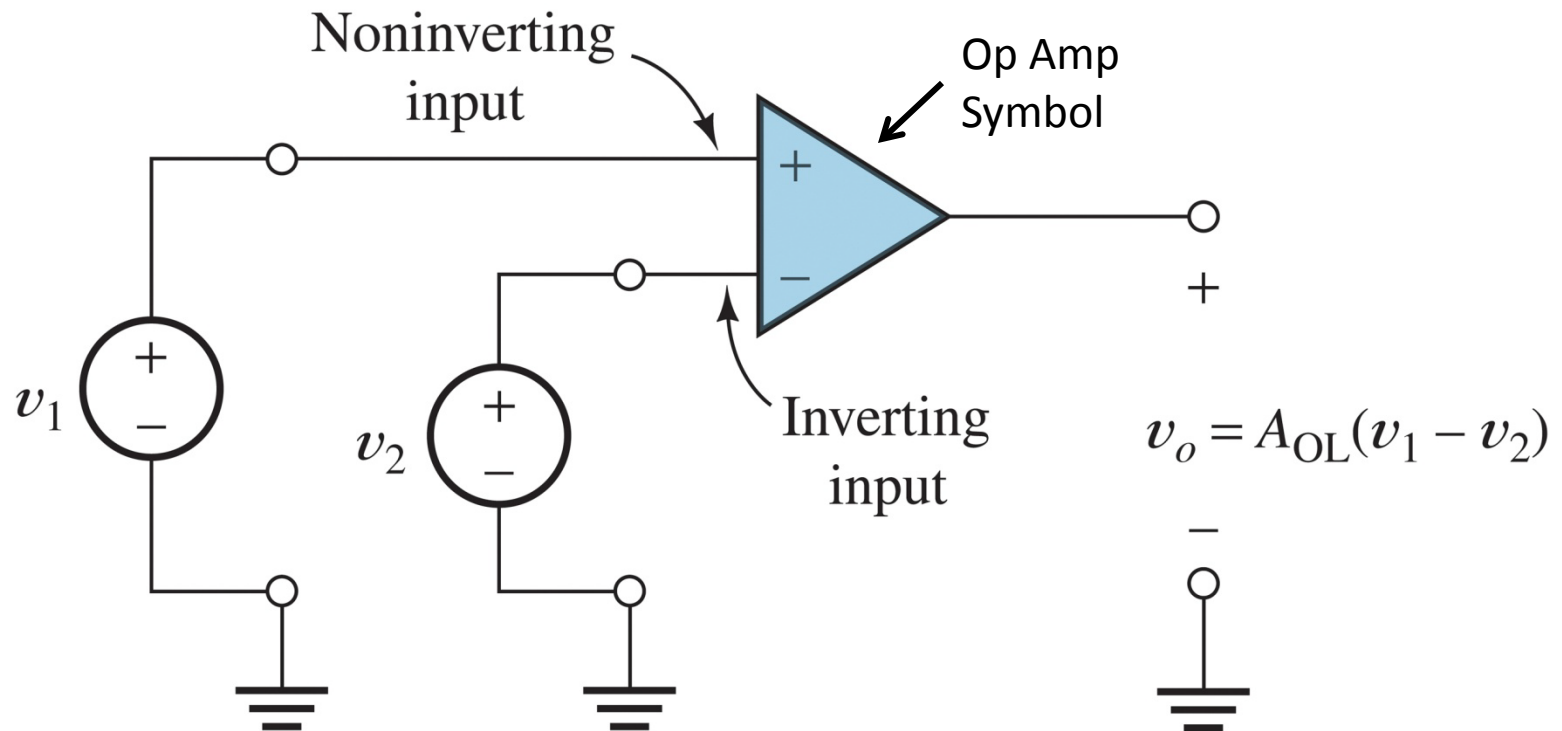 Noninverting
input
Op Amp
Symbol
+
−
+
+
−
v1
+
−
v2
Inverting
input
vo = AOL(v1 − v2)
−